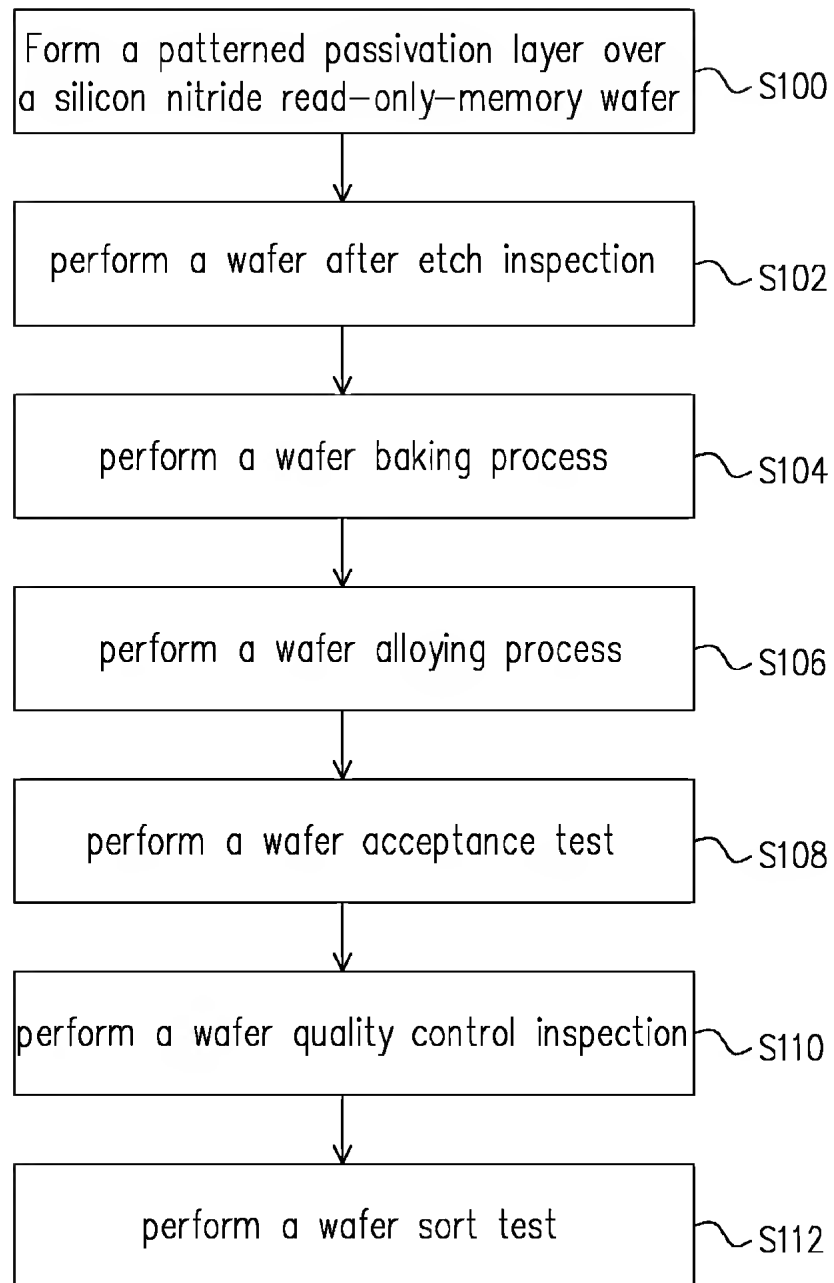 Form a patterned passivation layer over
a silicon nitride read-only-memory wafer
S100
perform a wafer after etch inspection
S102
perform a wafer baking process
S104
perform a wafer alloying process
S106
perform a wafer acceptance test
S108
perform a wafer quality control inspection
S110
perform a wafer sort test
S112